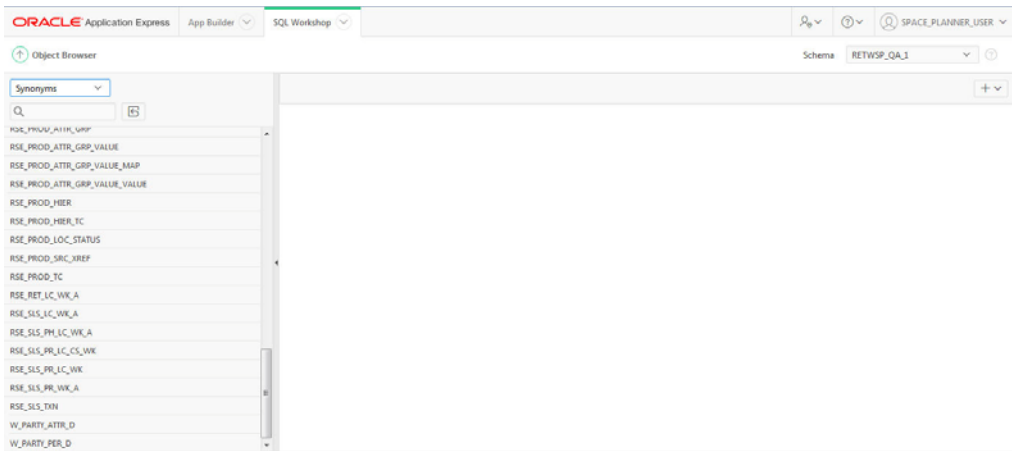 ORACLE Application Express App Builder SQL Workshop SPACE_PLANNER_USER
Object Browser Schema RETWSP_QA_1
Synonyms
RSE_PROD_ATTR_GRP
RSE_PROD_ATTR_GRP_VALUE
RSE_PROD_ATTR_GRP_VALUE_MAP
RSE_PROD_ATTR_GRP_VALUE_VALUE
RSE_PROD_HIER
RSE_PROD_HIER_TC
RSE_PROD_LOC_STATUS
RSE_PROD_SRC_XREF
RSE_PROD_TC
RSE_RET_LC_WK_A
RSE_SLS_LC_WK_A
RSE_SLS_PH_LC_WK_A
RSE_SLS_PR_LC_CS_WK
RSE_SLS_PR_LC_WK
RSE_SLS_PR_WK_A
RSE_SLS_TXN
W_PARTY_ATTR_D
W_PARTY_PER_D